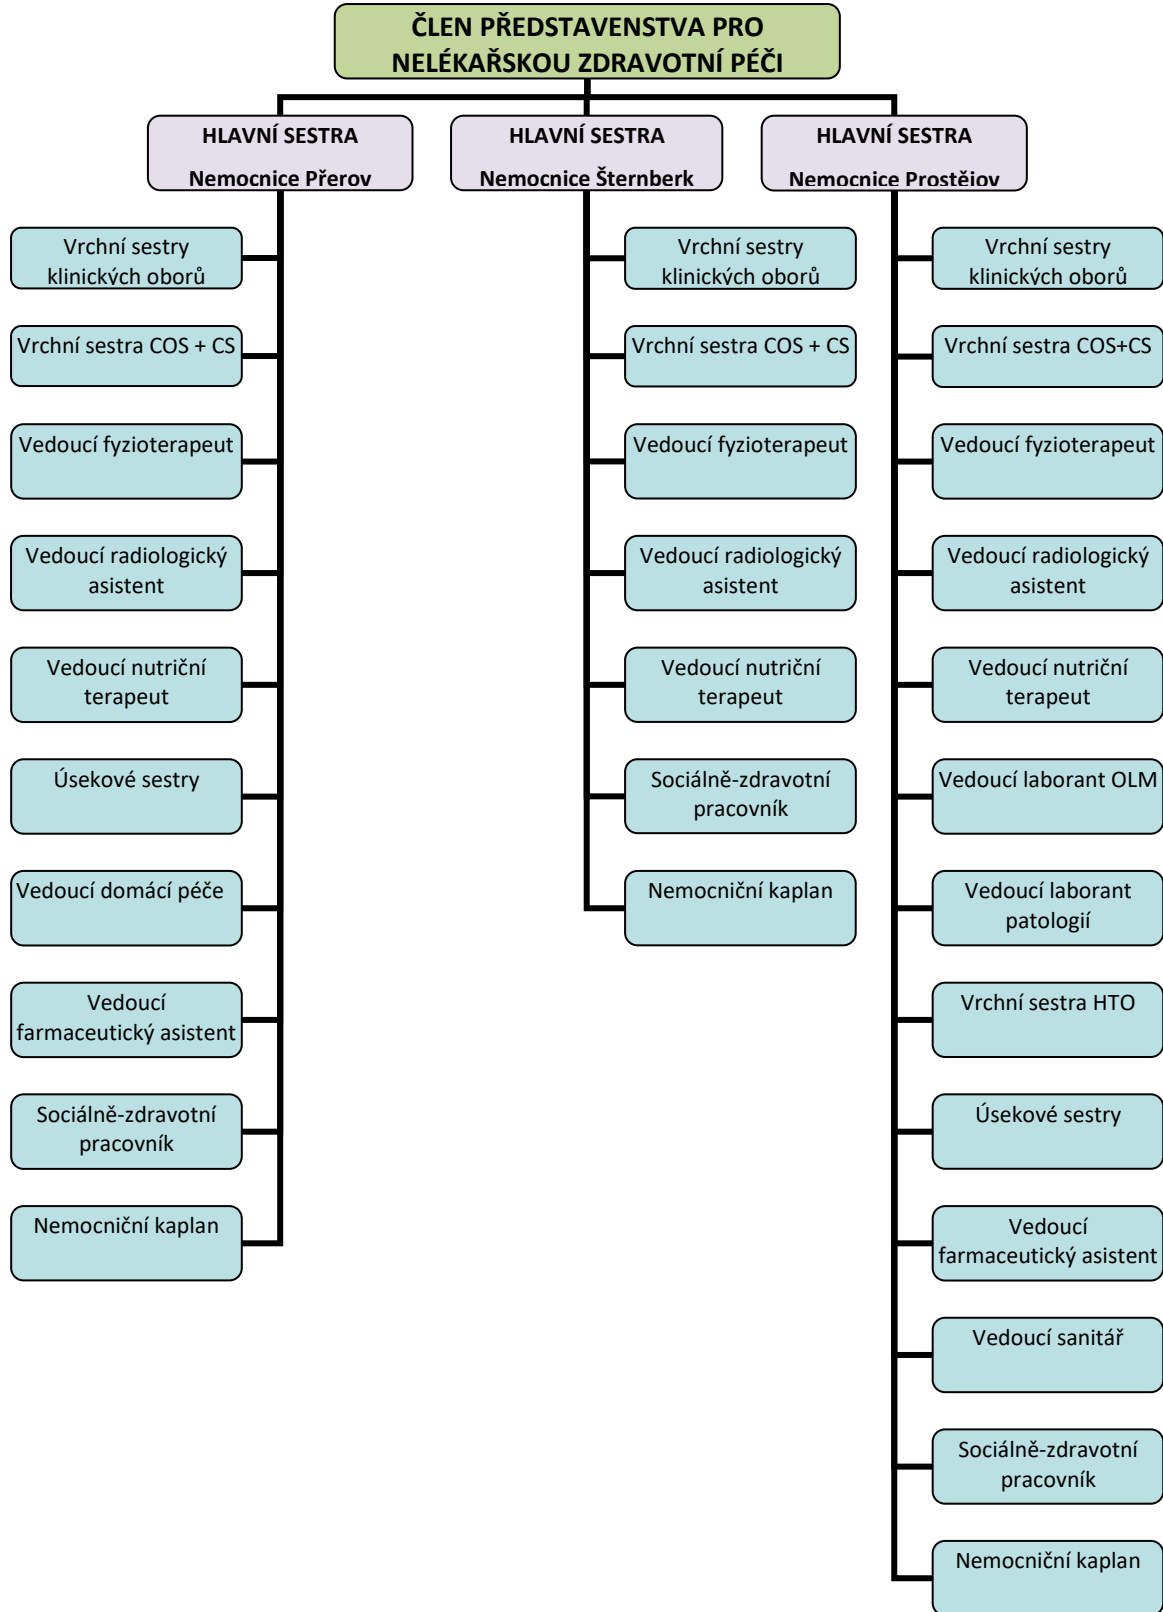 ČLEN PŘEDSTAVENSTVA PRO
NELÉKAŘSKOU ZDRAVOTNÍ PÉČI
HLAVNÍ SESTRA
Nemocnice Přerov
HLAVNÍ SESTRA
Nemocnice Šternberk
HLAVNÍ SESTRA
Nemocnice Prostějov
Vrchní sestry
klinických oborů
Vrchní sestra COS + CS
Vedoucí fyzioterapeut
Vedoucí radiologický
asistent
Vedoucí nutriční
terapeut
Úsekové sestry
Vedoucí domácí péče
Vedoucí
farmaceutický asistent
Sociálně-zdravotní
pracovník
Nemocniční kaplan
Vrchní sestry
klinických oborů
Vrchní sestra COS + CS
Vedoucí fyzioterapeut
Vedoucí radiologický
asistent
Vedoucí nutriční
terapeut
Sociálně-zdravotní
pracovník
Nemocniční kaplan
Vrchní sestry
klinických oborů
Vrchní sestra COS+CS
Vedoucí fyzioterapeut
Vedoucí radiologický
asistent
Vedoucí nutriční
terapeut
Vedoucí laborant OLM
Vedoucí laborant
patologií
Vrchní sestra HTO
Úsekové sestry
Vedoucí
farmaceutický asistent
Vedoucí sanitář
Sociálně-zdravotní
pracovník
Nemocniční kaplan